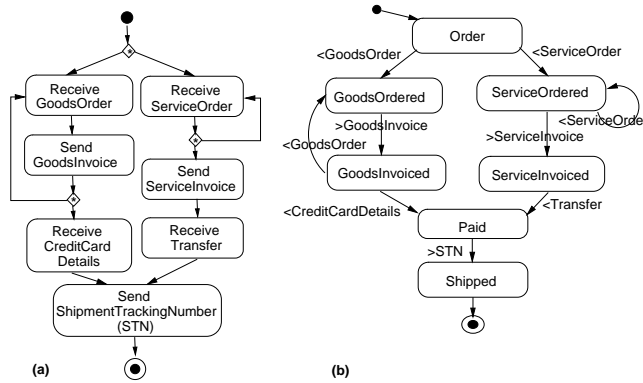 *
Receive
GoodsOrder
Receive
ServiceOrder
*
Send
GoodsInvoice
Send
ServiceInvoice
*
Receive
CreditCard
Details
Receive
Transfer
Send
ShipmentTrackingNumber
(STN)
(a)
Order
<GoodsOrder
<ServiceOrder
GoodsOrdered
ServiceOrdered
<ServiceOrder
>GoodsInvoice
<GoodsOrder
>ServiceInvoice
GoodsInvoiced
ServiceInvoiced
<CreditCardDetails
<Transfer
Paid
>STN
Shipped
(b)